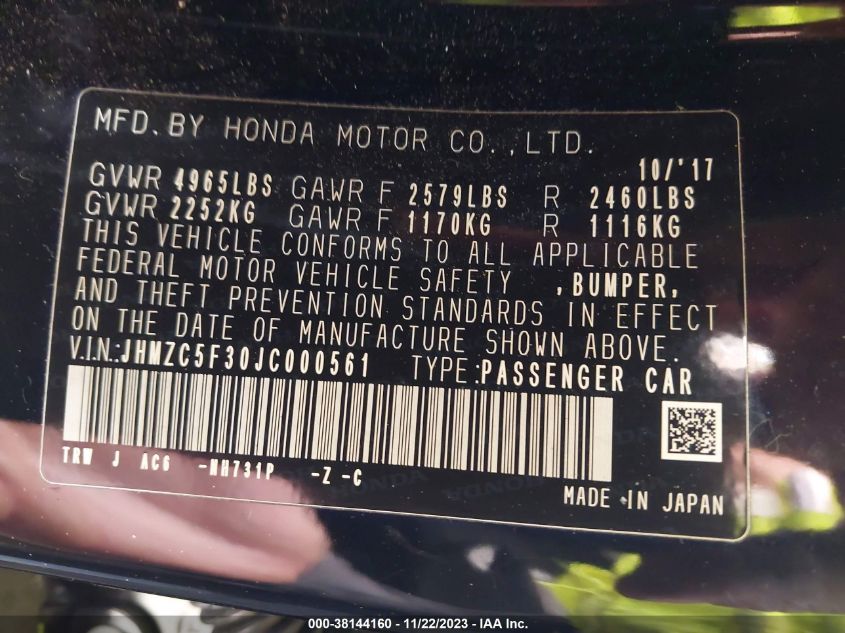 MFD. BY HONDA MOTOR CO., LTD.
10/'17
GVWR 4965LBS GAWR F 2579LBS R 2460LBS
GVWR 2252KG GAWR F 1170KG R 1116KG
THIS VEHICLE CONFORMS TO ALL APPLICABLE
FEDERAL MOTOR VEHICLE SAFETY , BUMPER,
AND THEFT PREVENTION STANDARDS IN EFFECT
ON THE DATE OF MANUFACTURE SHOWN ABOVE.
V.I.N.:JHMZC5F30JC000561 TYPE:PASSENGER CAR
TRW J AC6 -NH731P -Z -C
MADE IN JAPAN
000-38144160 - 11/22/2023 - IAA Inc.